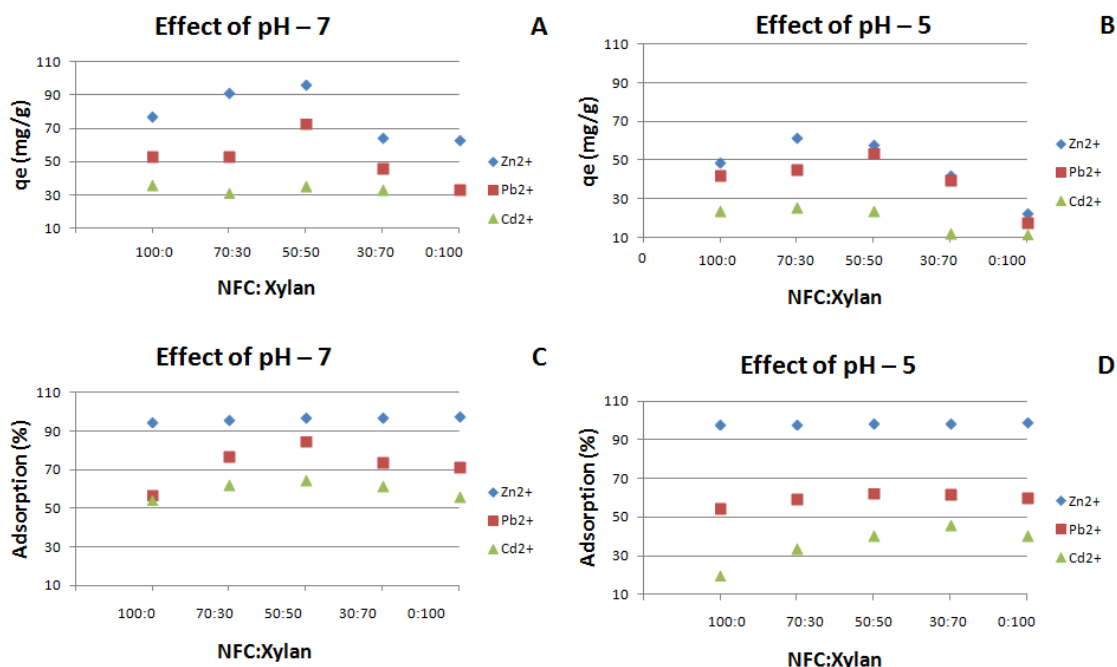 Effect of pH – 7
A
110
90
70
50
30
10
qe (mg/g)
100:0 70:30 50:50 30:70 0:100
NFC: Xylan
Zn2+
Pb2+
Cd2+
Effect of pH – 5
B
110
90
70
50
30
10
qe (mg/g)
0 100:0 70:30 50:50 30:70 0:100
NFC:Xylan
Zn2+
Pb2+
Cd2+
Effect of pH – 7
C
110
90
70
50
30
10
Adsorption (%)
100:0 70:30 50:50 30:70 0:100
NFC:Xylan
Zn2+
Pb2+
Cd2+
Effect of pH – 5
D
110
90
70
50
30
10
Adsorption (%)
100:0 70:30 50:50 30:70 0:100
NFC:Xylan
Zn2+
Pb2+
Cd2+